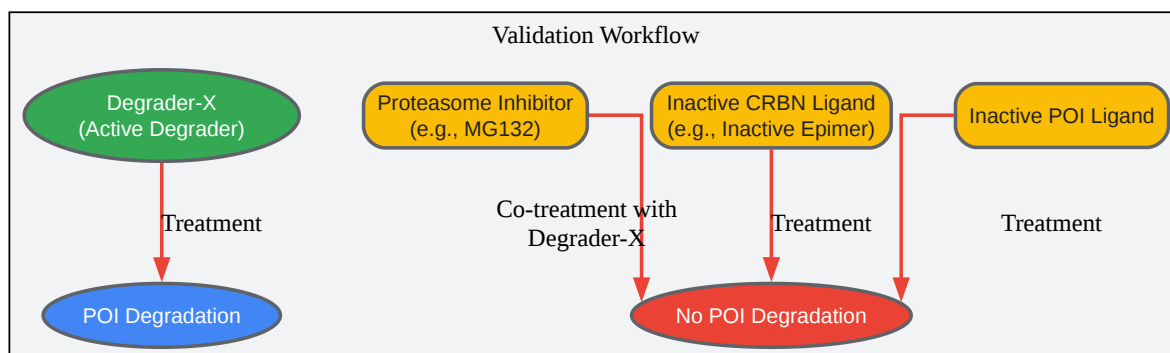 Validation Workflow
Degrader-X
(Active Degrader)
Proteasome Inhibitor
(e.g., MG132)
Inactive CRBN Ligand
(e.g., Inactive Epimer)
Inactive POI Ligand
Treatment
Co-treatment with
Degrader-X
Treatment
Treatment
POI Degradation
No POI Degradation